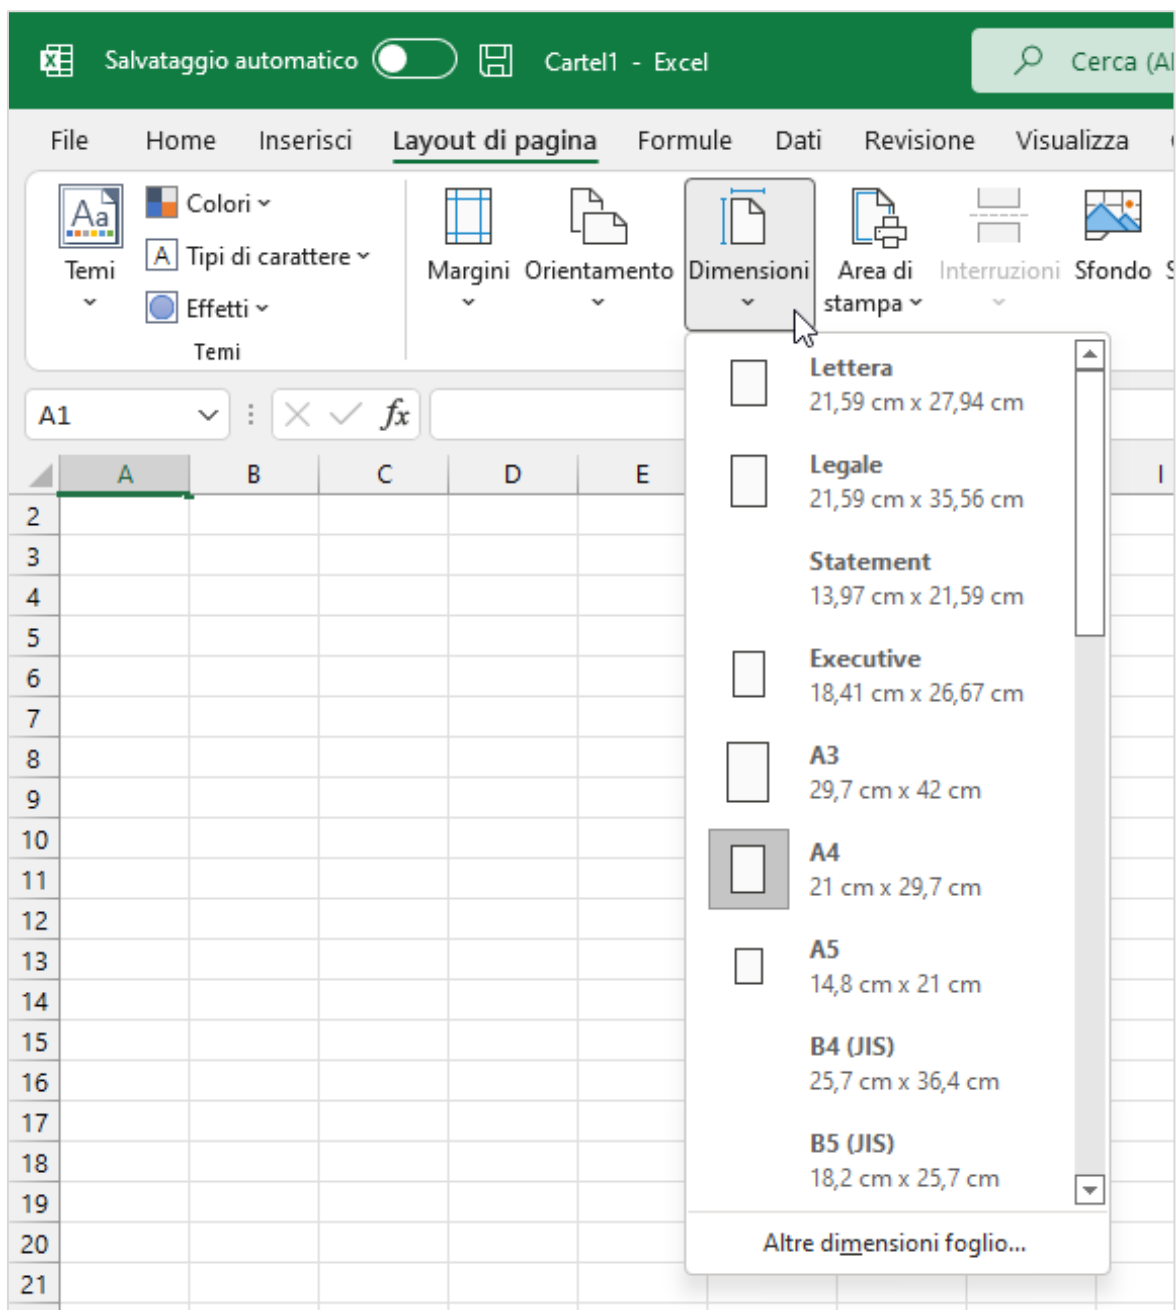 Salvataggio automatico Cartel1 - Excel Cerca (Al
File Home Inserisci Layout di pagina Formule Dati Revisione Visualizza
Aa Colori
A Tipi di carattere
Temi Margini Orientamento Dimensioni Area di stampa Interruzioni Sfondo
Effetti
Temi
A1 fx
A B C D E I
Lettera
21,59 cm x 27,94 cm
Legale
21,59 cm x 35,56 cm
Statement
13,97 cm x 21,59 cm
Executive
18,41 cm x 26,67 cm
A3
29,7 cm x 42 cm
A4
21 cm x 29,7 cm
A5
14,8 cm x 21 cm
B4 (JIS)
25,7 cm x 36,4 cm
B5 (JIS)
18,2 cm x 25,7 cm
Altre dimensioni foglio...
2
3
4
5
6
7
8
9
10
11
12
13
14
15
16
17
18
19
20
21